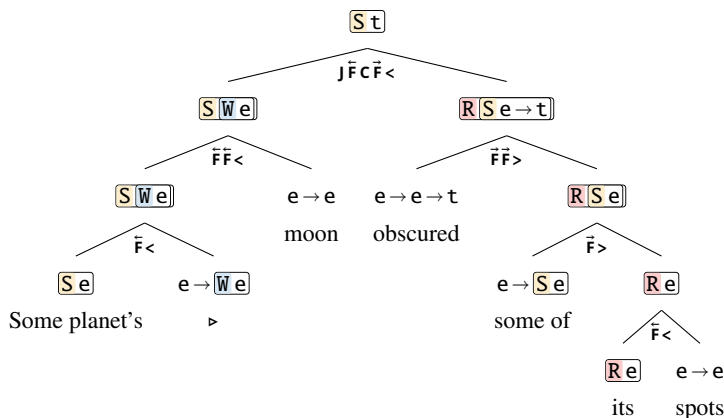 S t
J F⃖ C F⃗ <
S W e
R S e → t
F⃖ F⃖ <
F⃗ F⃗ >
S W e
e → e
e → e → t
R S e
moon
obscured
F⃖ <
F⃗ >
S e
e → W e
e → S e
R e
Some planet's
▹
some of
F⃖ <
R e
e → e
its
spots